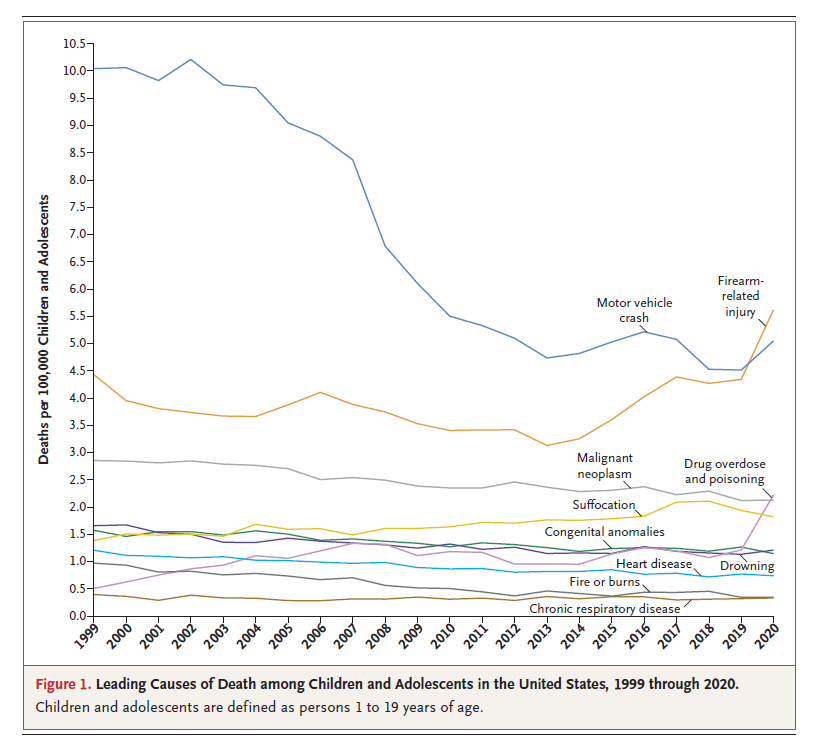 10.5
10.0
9.5
9.0
8.5
8.0
7.5
7.0
6.5
6.0
5.5
5.0
4.5
4.0
3.5
3.0
2.5
2.0
1.5
1.0
0.5
0.0
Deaths per 100,000 Children and Adolescents
Firearm-
related
injury
Motor vehicle
crash
Malignant
neoplasm
Drug overdose
and poisoning
Suffocation
Congenital anomalies
Heart disease
Drowning
Fire or burns
Chronic respiratory disease
1999
2000
2001
2002
2003
2004
2005
2006
2007
2008
2009
2010
2011
2012
2013
2014
2015
2016
2017
2018
2019
2020
Figure 1. Leading Causes of Death among Children and Adolescents in the United States, 1999 through 2020.
Children and adolescents are defined as persons 1 to 19 years of age.